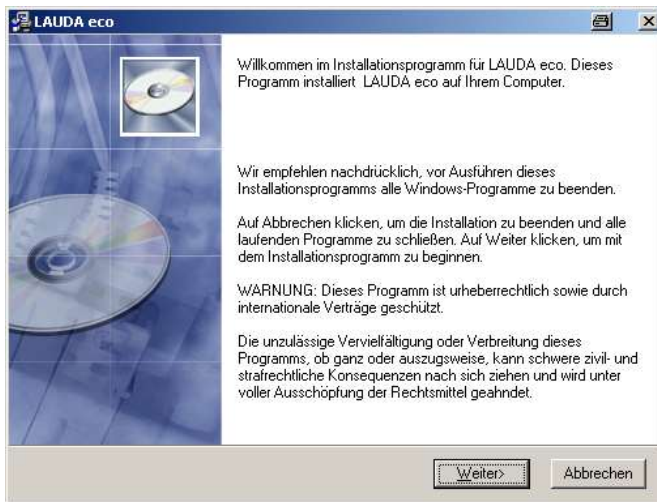 LAUDA eco
Willkommen im Installationsprogramm für LAUDA eco. Dieses
Programm installiert LAUDA eco auf Ihrem Computer.
Wir empfehlen nachdrücklich, vor Ausführen dieses
Installationsprogramms alle Windows-Programme zu beenden.
Auf Abbrechen klicken, um die Installation zu beenden und alle
laufenden Programme zu schließen. Auf Weiter klicken, um mit
dem Installationsprogramm zu beginnen.
WARNUNG: Dieses Programm ist urheberrechtlich sowie durch
internationale Verträge geschützt.
Die unzulässige Vervielfältigung oder Verbreitung dieses
Programms, ob ganz oder auszugsweise, kann schwere zivil- und
strafrechtliche Konsequenzen nach sich ziehen und wird unter
voller Ausschöpfung der Rechtsmittel geahndet.
Weiter>
Abbrechen